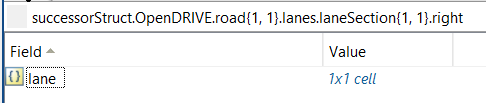 successorStruct.OpenDRIVE.road{1, 1}.lanes.laneSection{1, 1}.right
Field Value
{} lane 1x1 cell